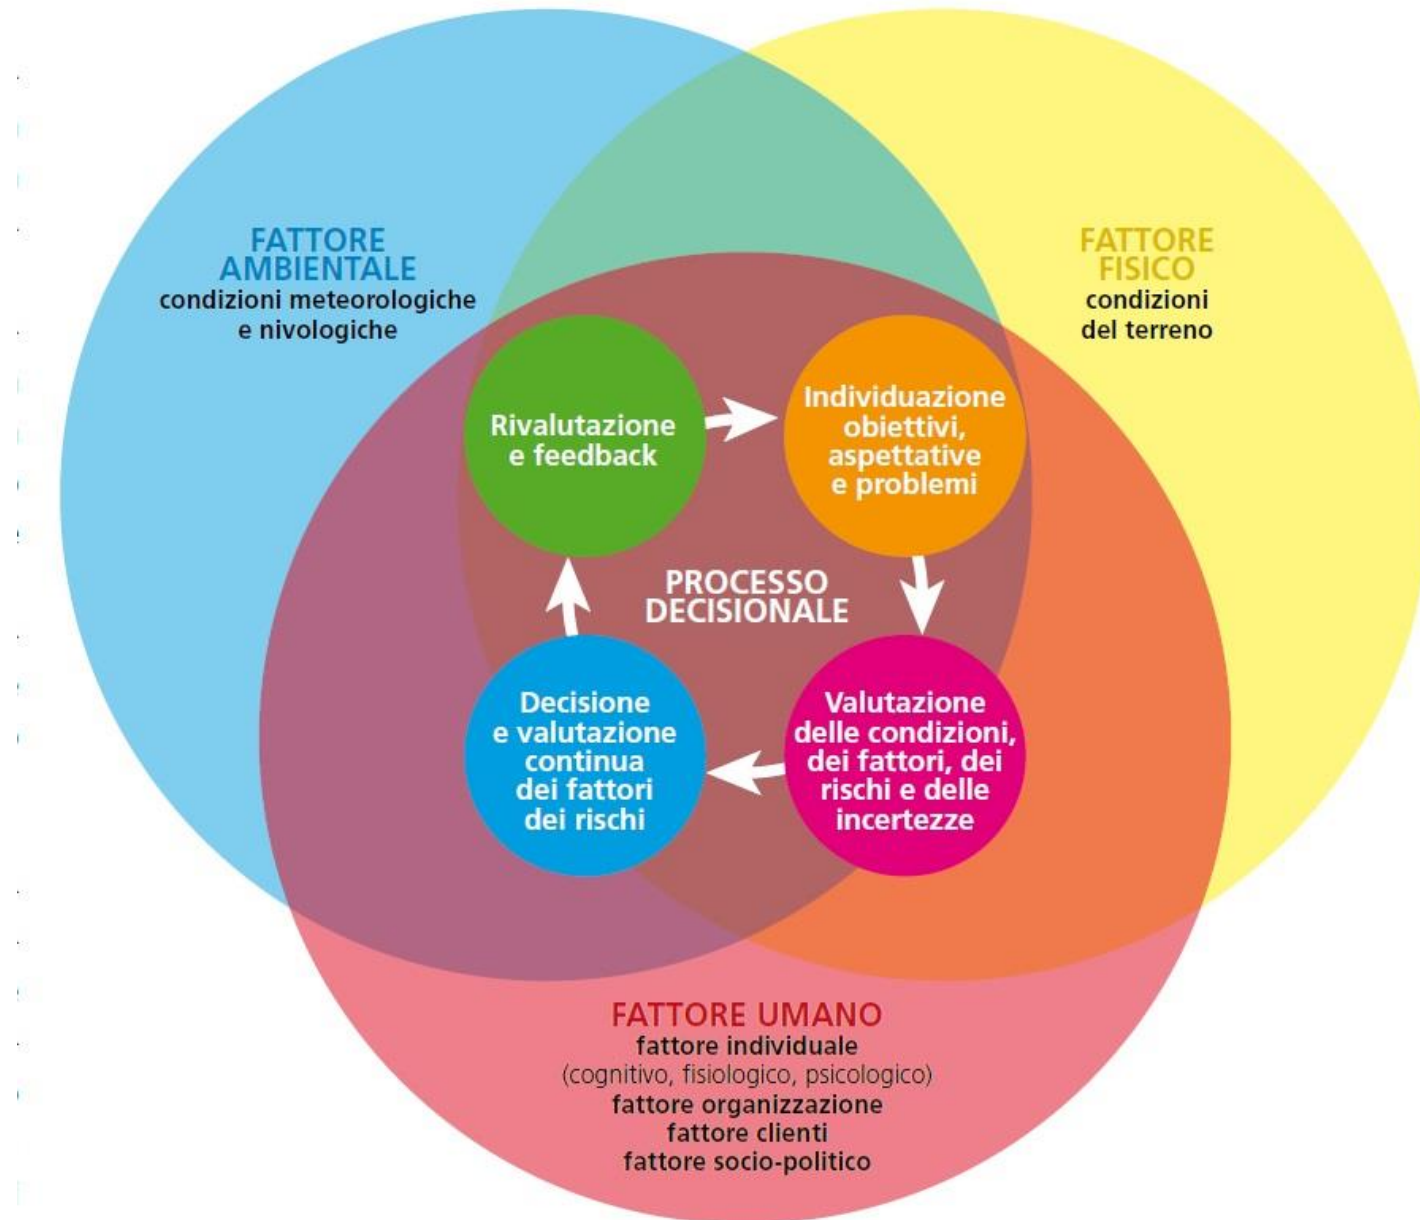 FATTORE
AMBIENTALE
condizioni meteorologiche
e nivologiche
FATTORE
FISICO
condizioni
del terreno
Rivalutazione
e feedback
Individuazione
obiettivi,
aspettative
e problemi
PROCESSO
DECISIONALE
Decisione
e valutazione
continua
dei fattori
dei rischi
Valutazione
delle condizioni,
dei fattori, dei
rischi e delle
incertezze
FATTORE UMANO
fattore individuale
(cognitivo, fisiologico, psicologico)
fattore organizzazione
fattore clienti
fattore socio-politico